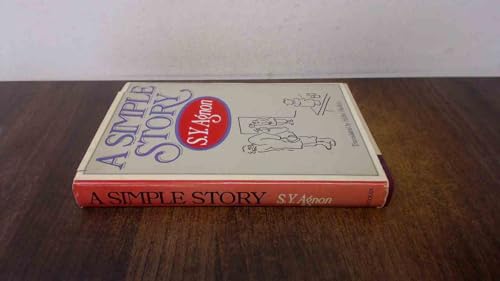 A SIMPLE
STORY
S.Y. Agnon
A SIMPLE STORY S.Y. Agnon